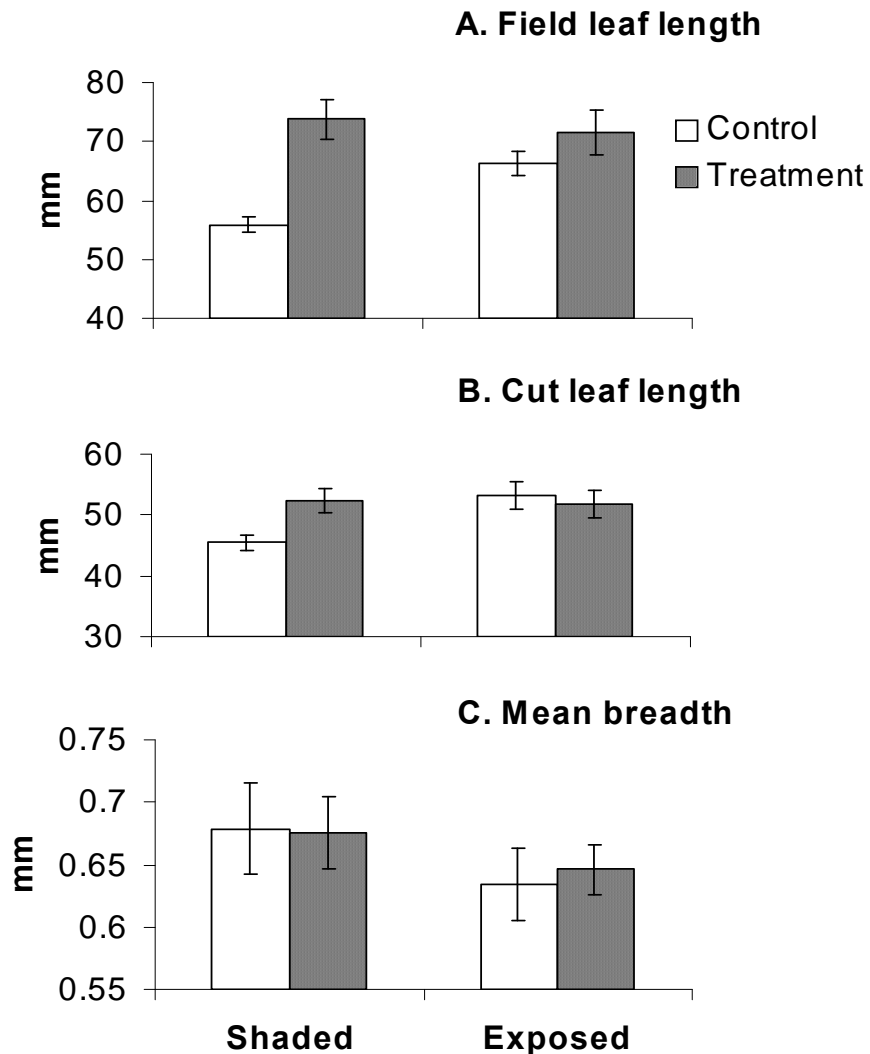 A. Field leaf length
80
70
60
50
40
mm
Control
Treatment
B. Cut leaf length
60
50
40
30
mm
C. Mean breadth
0.75
0.7
0.65
0.6
0.55
mm
Shaded Exposed